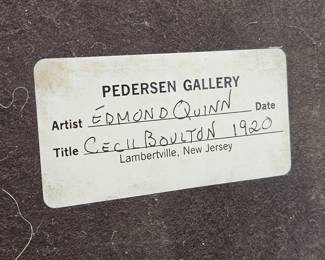 PEDERSEN GALLERY
Artist EDMOND QUINN Date
Title CECIL BOULTON 1920
Lambertville, New Jersey